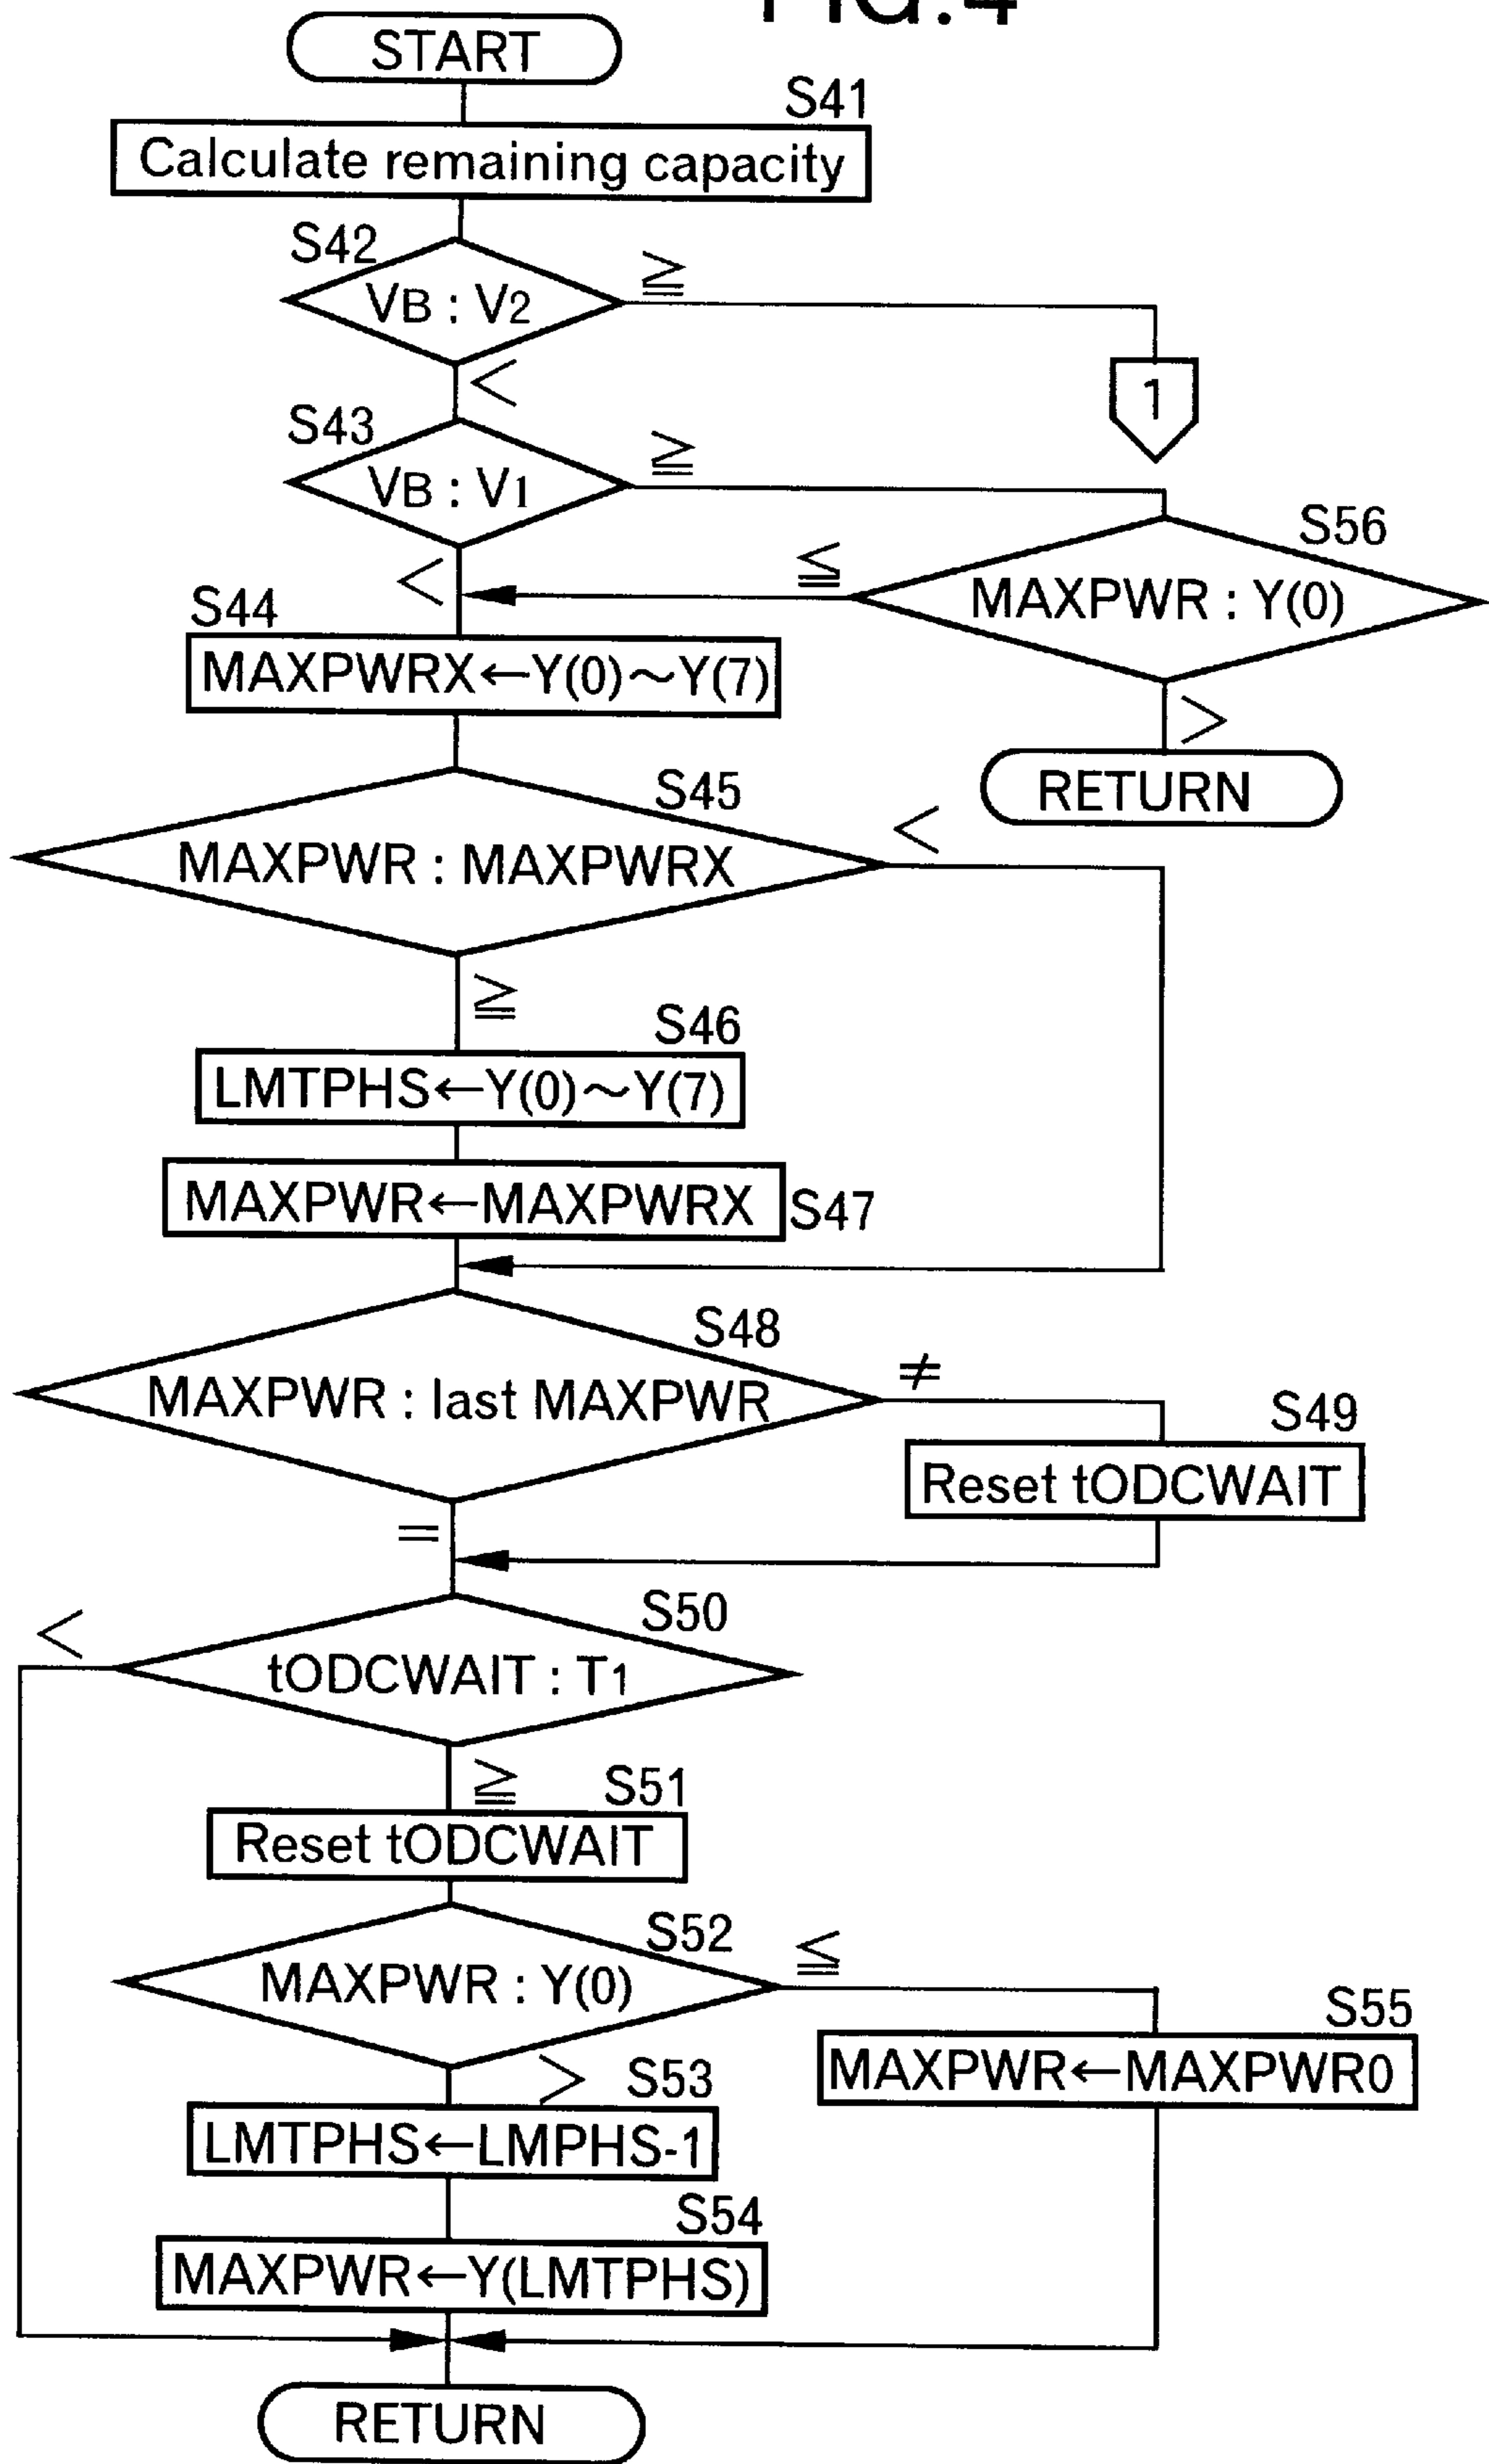 FIG.4
START
S41
Calculate remaining capacity
S42
VB : V2
≧
<
1
S43
VB : V1
≧
<
S56
MAXPWR : Y(0)
≦
>
RETURN
S44
MAXPWRX←Y(0)～Y(7)
S45
MAXPWR : MAXPWRX
<
≧
S46
LMTPHS←Y(0)～Y(7)
MAXPWR←MAXPWRX
S47
S48
MAXPWR : last MAXPWR
≠
=
S49
Reset tODCWAIT
S50
tODCWAIT : T1
<
≧
S51
Reset tODCWAIT
S52
MAXPWR : Y(0)
≦
>
S55
MAXPWR←MAXPWR0
S53
LMTPHS←LMPHS-1
S54
MAXPWR←Y(LMTPHS)
RETURN